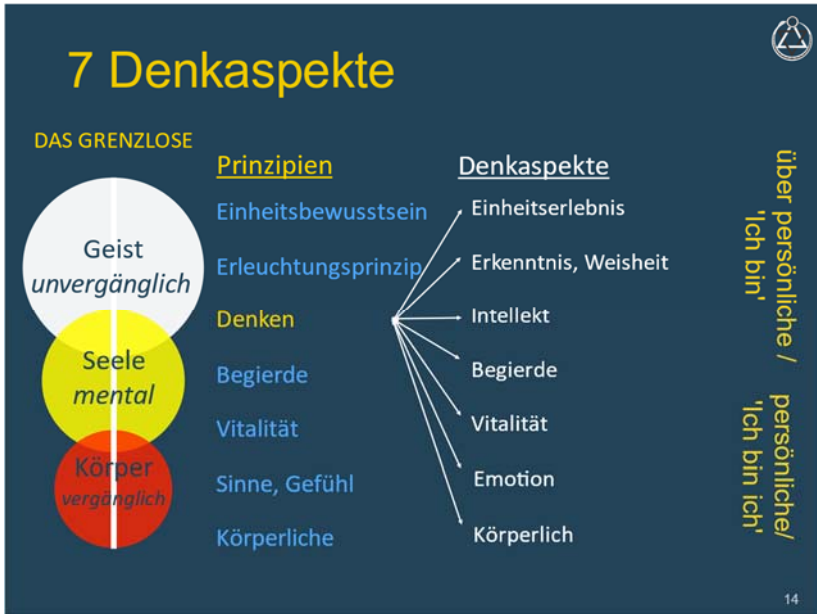 7 Denkaspekte
DAS GRENZLOSE
Geist
unvergänglich
Seele
mental
Körper
vergänglich
Prinzipien
Einheitsbewusstsein
Erleuchtungsprinzip
Denken
Begierde
Vitalität
Sinne, Gefühl
Körperliche
Denkaspekte
Einheitserlebnis
Erkenntnis, Weisheit
Intellekt
Begierde
Vitalität
Emotion
Körperlich
über persönliche /
'Ich bin'
persönliche/
'Ich bin ich'
14